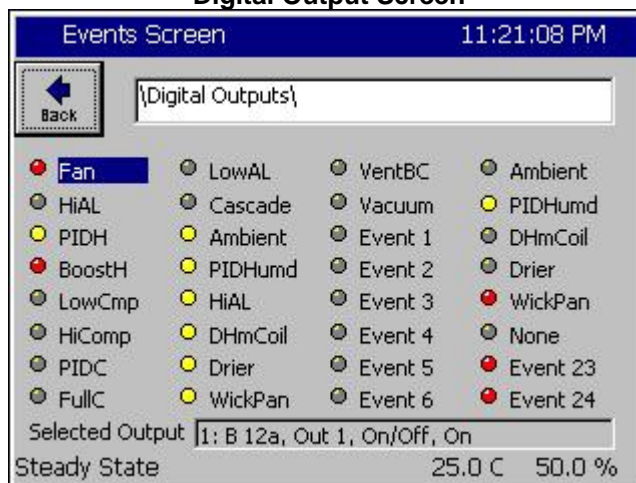 Digital Output Screen
Events Screen 11:21:08 PM
Back
\Digital Outputs\
Fan LowAL VentBC Ambient
HiAL Cascade Vacuum PIDHumd
PIDH Ambient Event 1 DHmCoil
BoostH PIDHumd Event 2 Drier
LowCmp HiAL Event 3 WickPan
HiComp DHmCoil Event 4 None
PIDC Drier Event 5 Event 23
FullC WickPan Event 6 Event 24
Selected Output 1: B 12a, Out 1, On/Off, On
Steady State 25.0 C 50.0 %